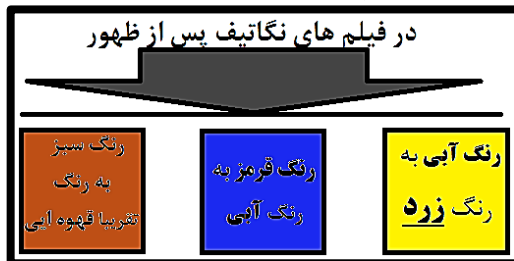 در فیلم های نگاتیف پس از ظهور
رنگ آبی به
رنگ زرد
رنگ قرمز به
رنگ آبی
رنگ سبز
به رنگ
تقریبا قهوه ایی